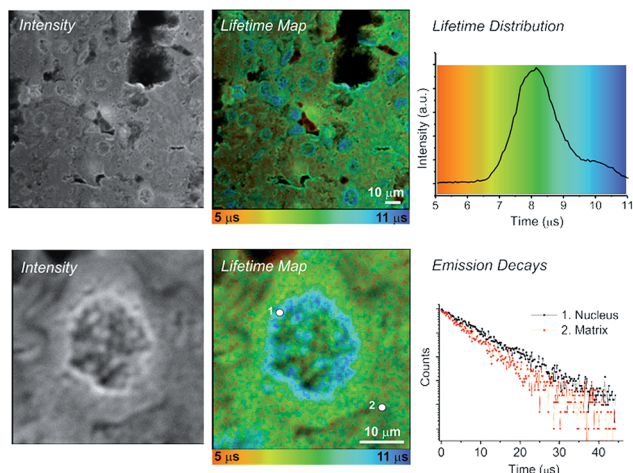 Intensity
Lifetime Map
Lifetime Distribution
Intensity (a.u.)
10 μm
5 μs
11 μs
5 6 7 8 9 10 11
Time (μs)
Intensity
Lifetime Map
Emission Decays
1
1. Nucleus
2. Matrix
Counts
2
10 μm
5 μs
11 μs
0 10 20 30 40
Time (μs)